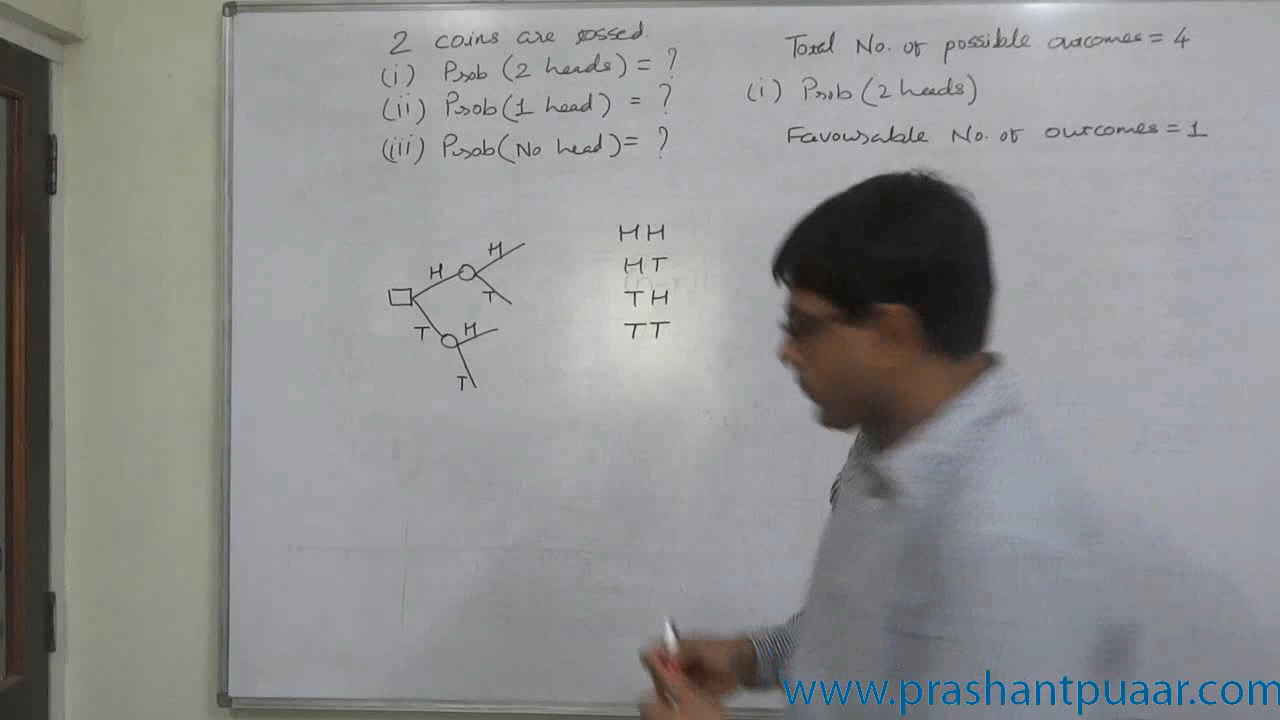 2 coins are tossed.
(i) Prob (2 heads) = ?
(ii) Prob (1 head) = ?
(iii) Prob (No head) = ?
Total No. of possible outcomes = 4
(i) Prob (2 heads)
Favourable No. of outcomes = 1
H
H
T
T
H
T
HH
HT
TH
TT
www.prashantpuaar.com